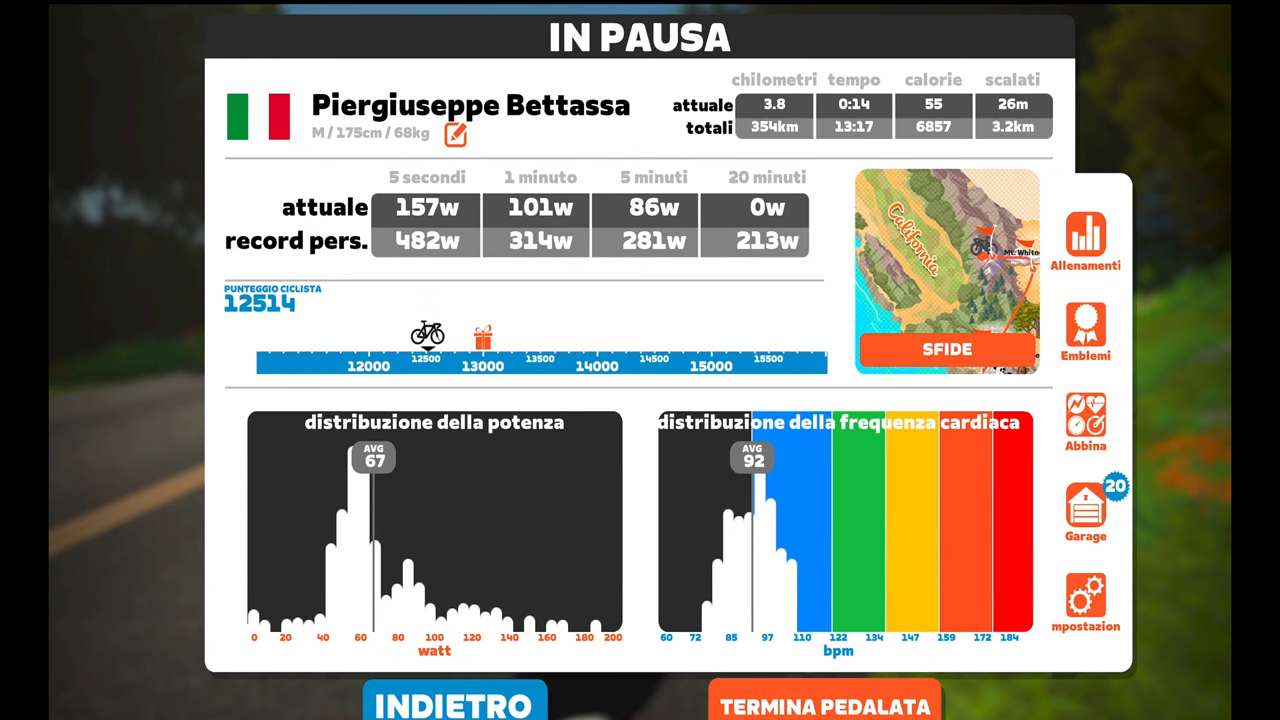 IN PAUSA
chilometri tempo calorie scalati
Piergiuseppe Bettassa
M / 175cm / 68kg
attuale 3.8 0:14 55 26m
totali 354km 13:17 6857 3.2km
5 secondi 1 minuto 5 minuti 20 minuti
attuale 157w 101w 86w 0w
record pers. 482w 314w 281w 213w
California
Mt. Whitn
SFIDE
PUNTEGGIO CICLISTA
12514
12000 12500 13000 13500 14000 14500 15000 15500
Allenamenti
Emblemi
Abbina
20
Garage
mpostazion
distribuzione della potenza
AVG
67
0 20 40 60 80 100 120 140 160 180 200
watt
distribuzione della frequenza cardiaca
AVG
92
60 72 85 97 110 122 134 147 159 172 184
bpm
INDIETRO
TERMINA PEDALATA